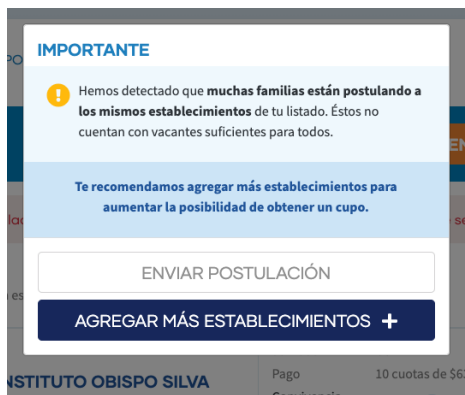 IMPORTANTE
Hemos detectado que muchas familias están postulando a
los mismos establecimientos de tu listado. Éstos no
cuentan con vacantes suficientes para todos.
Te recomendamos agregar más establecimientos para
aumentar la posibilidad de obtener un cupo.
ENVIAR POSTULACIÓN
AGREGAR MÁS ESTABLECIMIENTOS +
NSTITUTO OBISPO SILVA
Pago 10 cuotas de $6